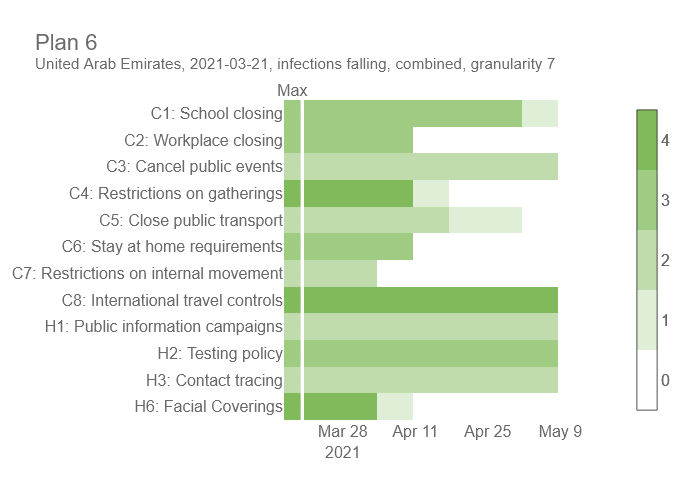 Plan 6
United Arab Emirates, 2021-03-21, infections falling, combined, granularity 7
Max
C1: School closing
C2: Workplace closing
C3: Cancel public events
C4: Restrictions on gatherings
C5: Close public transport
C6: Stay at home requirements
C7: Restrictions on internal movement
C8: International travel controls
H1: Public information campaigns
H2: Testing policy
H3: Contact tracing
H6: Facial Coverings
Mar 28 Apr 11 Apr 25 May 9
2021
4
3
2
1
0